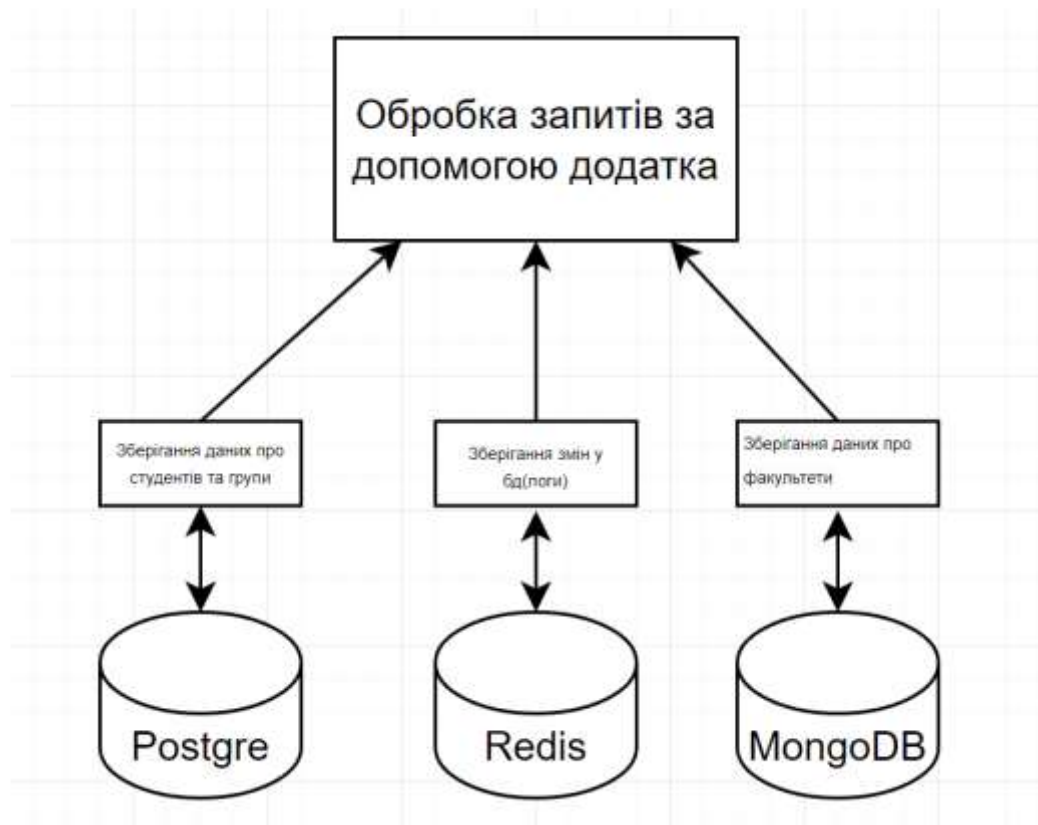 Обробка запитів за
допомогою додатка
Зберігання даних про
студентів та групи
Зберігання змін у
бд(логи)
Зберігання даних про
факультети
Postgre
Redis
MongoDB